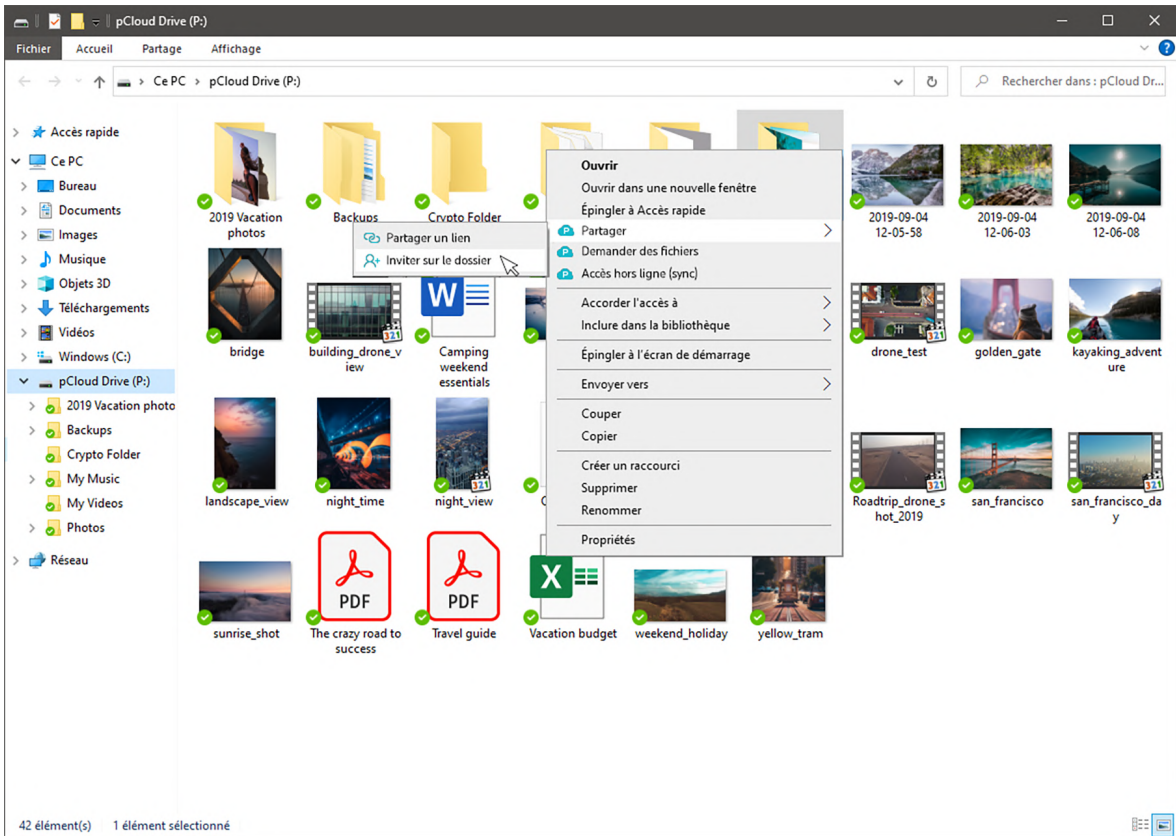 pCloud Drive (P:)
Fichier Accueil Partage Affichage
Ce PC pCloud Drive (P:)
Rechercher dans : pCloud Dr...
Accès rapide
Ce PC
Bureau
Documents
Images
Musique
Objets 3D
Téléchargements
Vidéos
Windows (C:)
pCloud Drive (P:)
2019 Vacation photo
Backups
Crypto Folder
My Music
My Videos
Photos
Réseau
2019 Vacation
photos
Backups
Crypto Folder
2019-09-04
12-05-58
2019-09-04
12-06-03
2019-09-04
12-06-08
Partager un lien
Inviter sur le dossier
Ouvrir
Ouvrir dans une nouvelle fenêtre
Épingler à Accès rapide
Partager
Demander des fichiers
Accès hors ligne (sync)
Accorder l'accès à
Inclure dans la bibliothèque
Épingler à l'écran de démarrage
Envoyer vers
Couper
Copier
Créer un raccourci
Supprimer
Renommer
Propriétés
bridge
321
building_drone_v
iew
W
Camping
weekend
essentials
321
drone_test
golden_gate
kayaking_advent
ure
landscape_view
night_time
321
night_view
321
Roadtrip_drone_s
hot_2019
san_francisco
321
san_francisco_da
y
sunrise_shot
PDF
The crazy road to
success
PDF
Travel guide
X
Vacation budget
weekend_holiday
yellow_tram
42 élément(s) 1 élément sélectionné